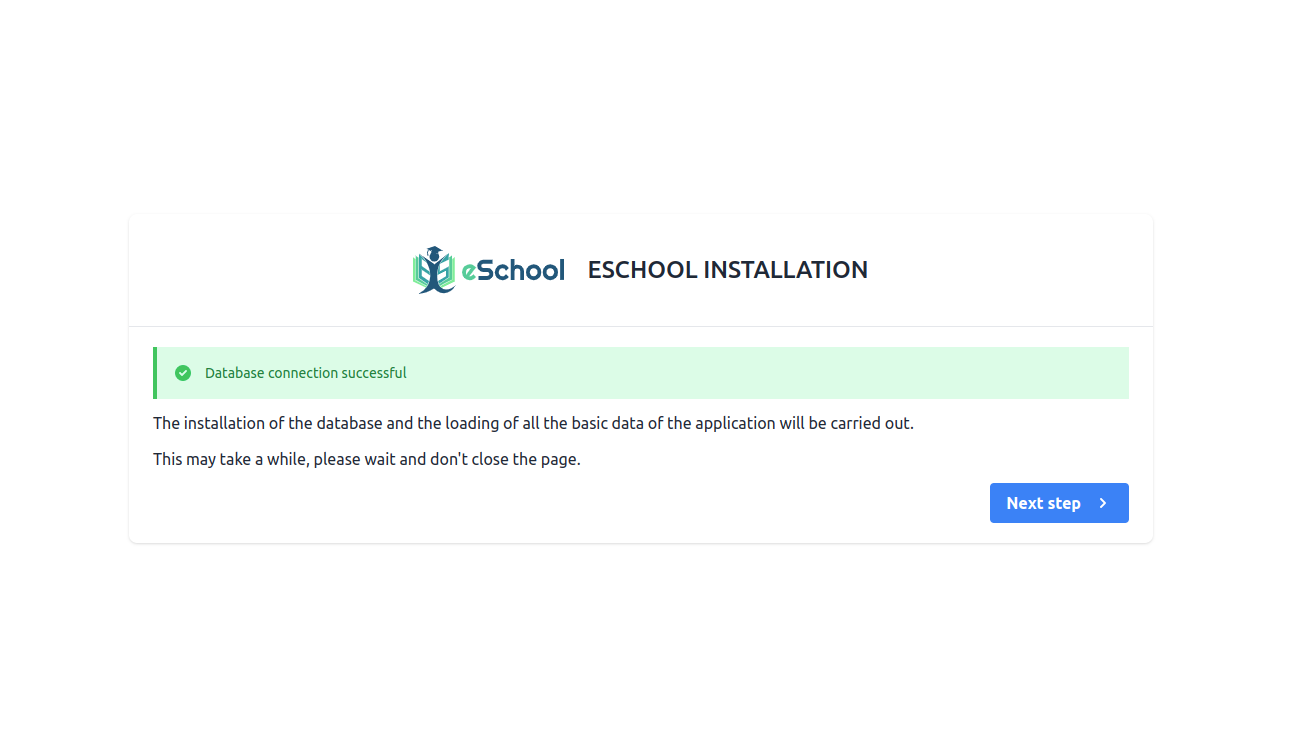 eSchool ESCHOOL INSTALLATION
Database connection successful
The installation of the database and the loading of all the basic data of the application will be carried out.
This may take a while, please wait and don't close the page.
Next step